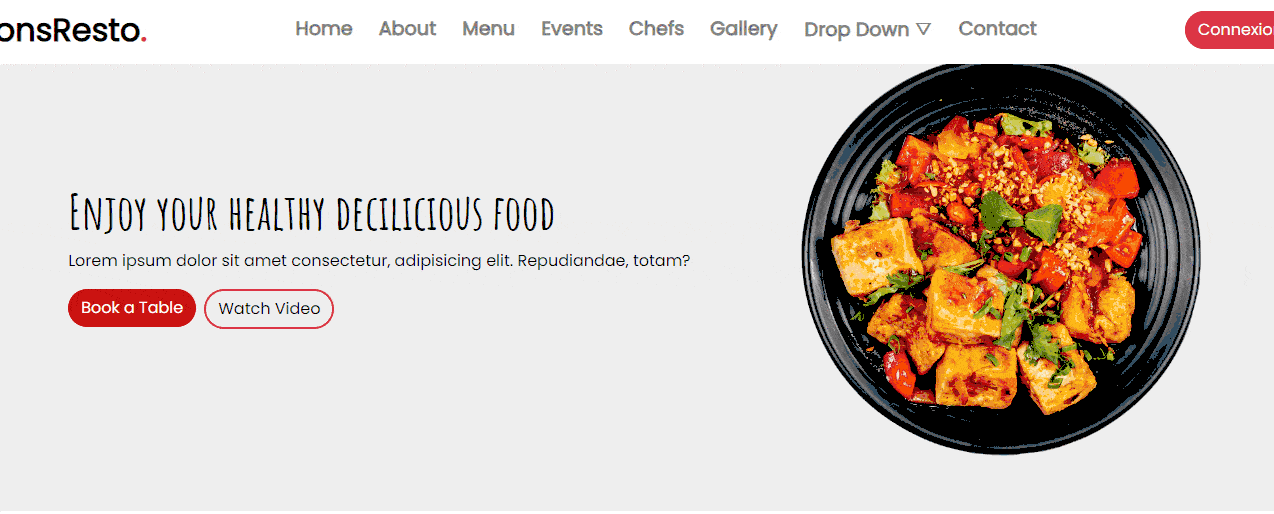 onsResto.
Home About Menu Events Chefs Gallery Drop Down ▽ Contact
Connexio
Enjoy your healthy decilicious food
Lorem ipsum dolor sit amet consectetur, adipisicing elit. Repudiandae, totam?
Book a Table
Watch Video